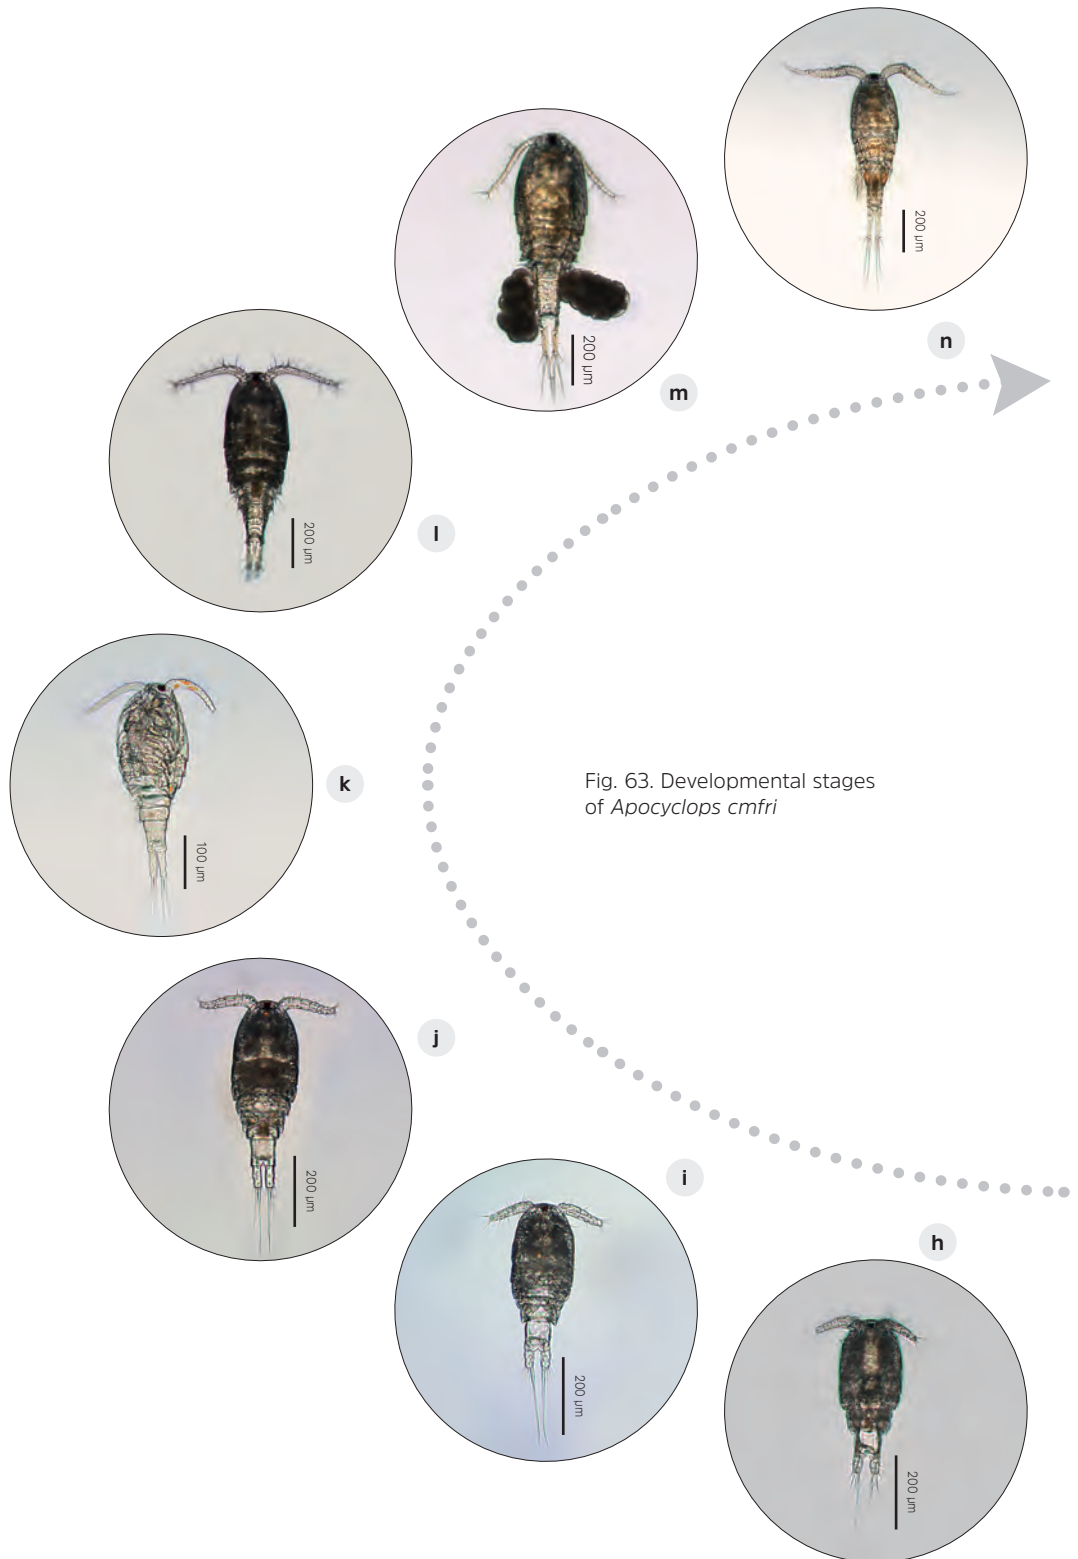 200 µm
n
200 µm
m
200 µm
l
100 µm
k
Fig. 63. Developmental stages
of Apocyclops cmfri
200 µm
j
200 µm
i
h
200 µm